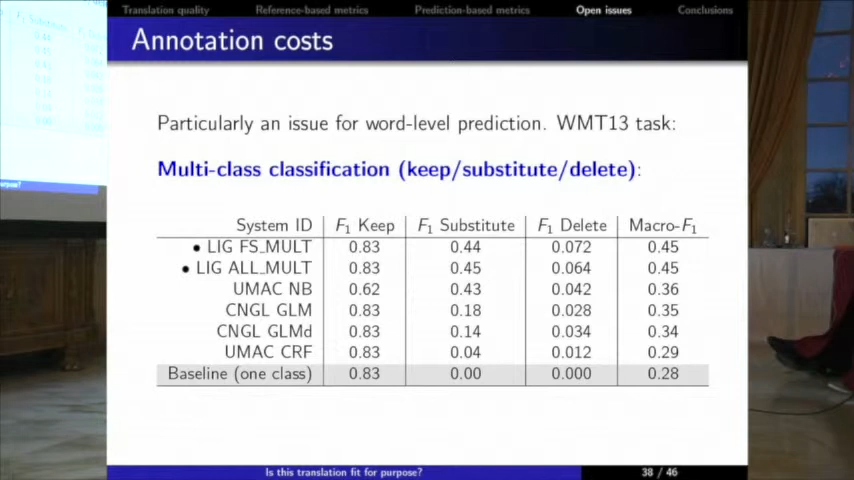 Translation quality Reference-based metrics Prediction-based metrics Open issues Conclusions
Annotation costs
Particularly an issue for word-level prediction. WMT13 task:
Multi-class classification (keep/substitute/delete):
System ID F1 Keep F1 Substitute F1 Delete Macro-F1
• LIG FS_MULT 0.83 0.44 0.072 0.45
• LIG ALL_MULT 0.83 0.45 0.064 0.45
UMAC NB 0.62 0.43 0.042 0.36
CNGL GLM 0.83 0.18 0.028 0.35
CNGL GLMd 0.83 0.14 0.034 0.34
UMAC CRF 0.83 0.04 0.012 0.29
Baseline (one class) 0.83 0.00 0.000 0.28
Is this translation fit for purpose? 38 / 46